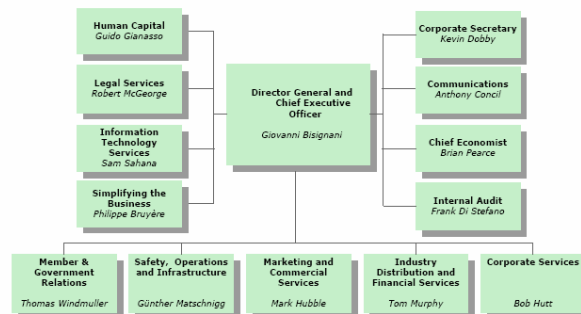 Human Capital
Guido Gianasso
Legal Services
Robert McGeorge
Information
Technology
Services
Sam Sahana
Simplifying the
Business
Philippe Bruyère
Director General and
Chief Executive
Officer
Giovanni Bisignani
Corporate Secretary
Kevin Dobby
Communications
Anthony Concil
Chief Economist
Brian Pearce
Internal Audit
Frank Di Stefano
Member &
Government
Relations
Thomas Windmuller
Safety, Operations
and Infrastructure
Günther Matschnigg
Marketing and
Commercial
Services
Mark Hubble
Industry
Distribution and
Financial Services
Tom Murphy
Corporate Services
Bob Hutt